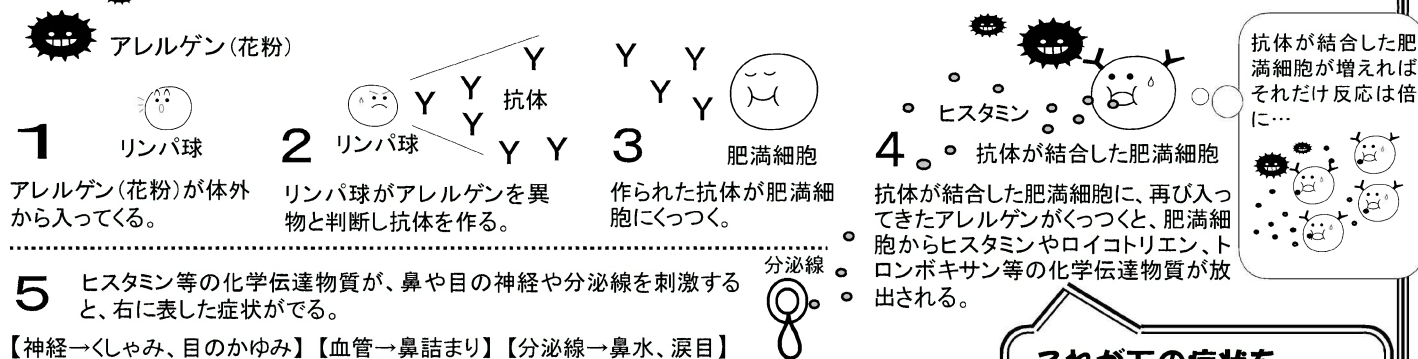 アレルゲン(花粉)
1
リンパ球
アレルゲン(花粉)が体外
から入ってくる。
2
リンパ球
抗体
Y
Y
Y
Y
Y
Y
リンパ球がアレルゲンを異
物と判断し抗体を作る。
Y
Y
Y
Y
3
肥満細胞
作られた抗体が肥満細
胞にくっつく。
ヒスタミン
4
抗体が結合した肥満細胞
抗体が結合した肥満細胞に、再び入っ
てきたアレルゲンがくっつくと、肥満細
胞からヒスタミンやロイコトリエン、ト
ロンボキサン等の化学伝達物質が放
出される。
抗体が結合した肥
満細胞が増えれば
それだけ反応は倍
に…
5
ヒスタミン等の化学伝達物質が、鼻や目の神経や分泌線を刺激する
と、右に表した症状がでる。
分泌線
【神経→くしゃみ、目のかゆみ】【血管→鼻詰まり】【分泌線→鼻水、涙目】